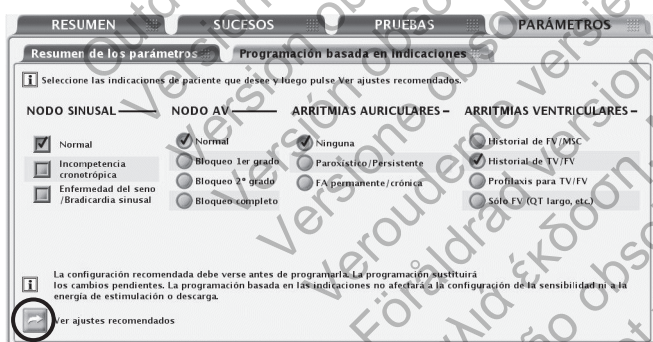 RESUMEN SUCESOS PRUEBAS PARÁMETROS
Resumen de los parámetros Programación basada en Indicaciones
i Seleccione las indicaciones de paciente que desee y luego pulse Ver ajustes recomendados.
NODO SINUSAL NODO AV ARRITMIAS AURICULARES ARRITMIAS VENTRICULARES
Normal Normal Ninguna Historial de FV/MSC
Incompetencia cronotrópica Bloqueo 1er grado Paroxístico/Persistente Historial de TV/FV
Enfermedad del seno /Bradicardia sinusal Bloqueo 2° grado FA permanente/crónica Profilaxis para TV/FV
Bloqueo completo Sólo FV (QT largo, etc.)
La configuración recomendada debe verse antes de programarla. La programación sustituirá
i los cambios pendientes. La programación basada en las indicaciones no afectará a la configuración de la sensibilidad ni a la
energía de estimulación o descarga.
Ver ajustes recomendados